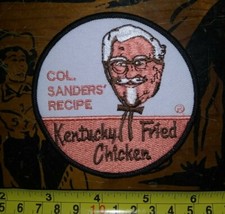 COL.
SANDERS'
RECIPE
®
Kentucky Fried
Chicken